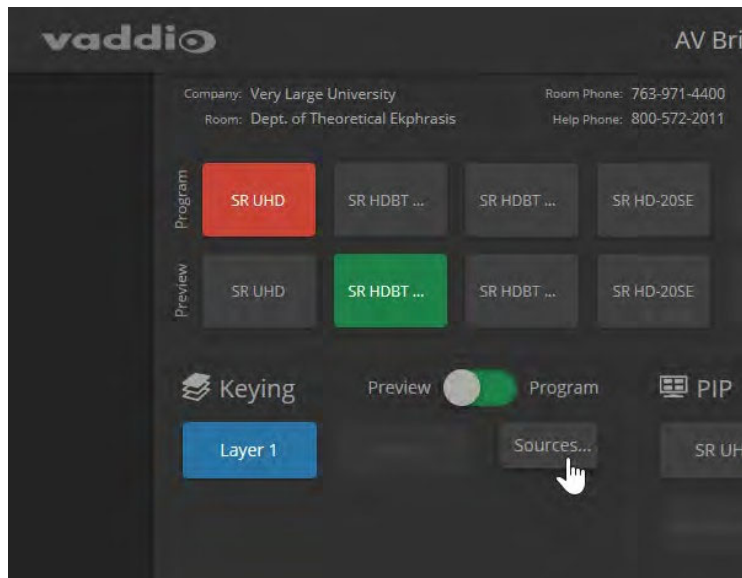 vaddio
AV Bri
Company: Very Large University
Room Phone: 763-971-4400
Room: Dept. of Theoretical Ekphrasis
Help Phone: 800-572-2011
Program
SR UHD
SR HDBT ...
SR HDBT ...
SR HD-20SE
Preview
SR UHD
SR HDBT ...
SR HDBT ...
SR HD-20SE
Keying
Preview
Program
PIP
Layer 1
Sources...
SR UH